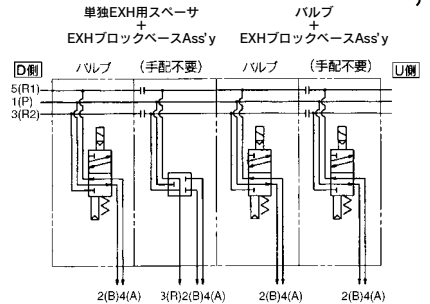 単独EXH用スペーサ
+
EXHブロックベースAss'y
バルブ
+
EXHブロックベースAss'y
D側 バルブ (手配不要) バルブ (手配不要) U側
5(R1)
1(P)
3(R2)
2(B)4(A) 3(R)2(B)4(A) 2(B)4(A) 2(B)4(A)